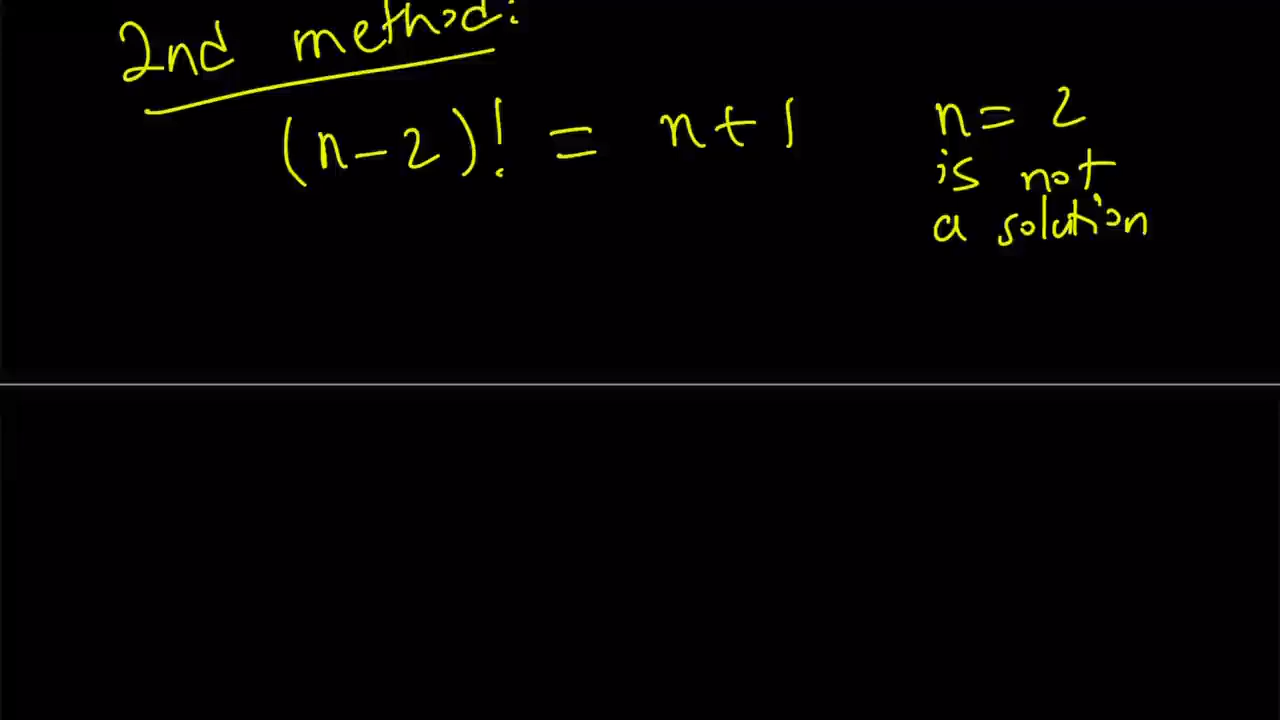 2nd method:
(n-2)! = n+1
n = 2
is not
a solution